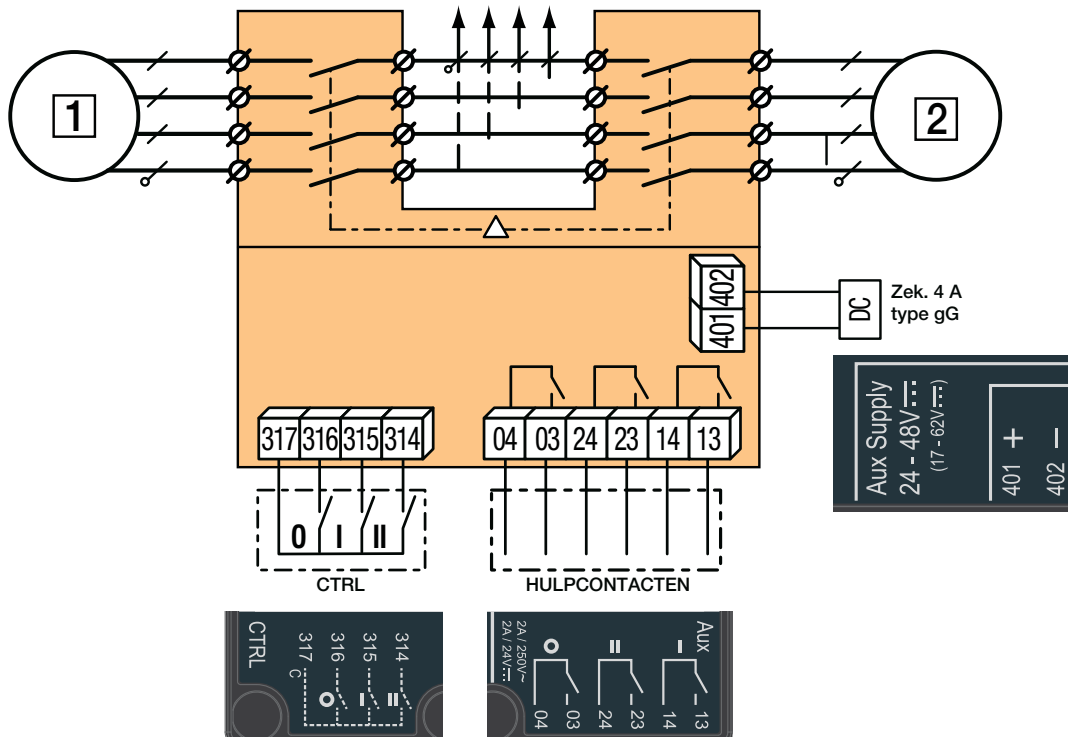 1
2
402
401
DC
Zek. 4 A
type gG
317 316 315 314
04 03 24 23 14 13
0 I II
CTRL
HULPCONTACTEN
Aux Supply
24 - 48V
(17 - 62V)
401 +
402 –
CTRL
317 C
316 O
315 I
314 II
Aux
2A / 250V~
2A / 24V
O
II
I
04
03
24
23
14
13